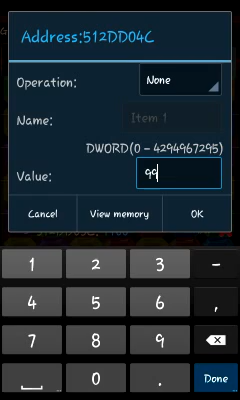 Address:512DD04C
Operation:
None
Name:
Item 1
DWORD(0 - 4294967295)
Value:
99
Cancel
View memory
OK
1
2
3
-
4
5
6
,
7
8
9
0
.
Done